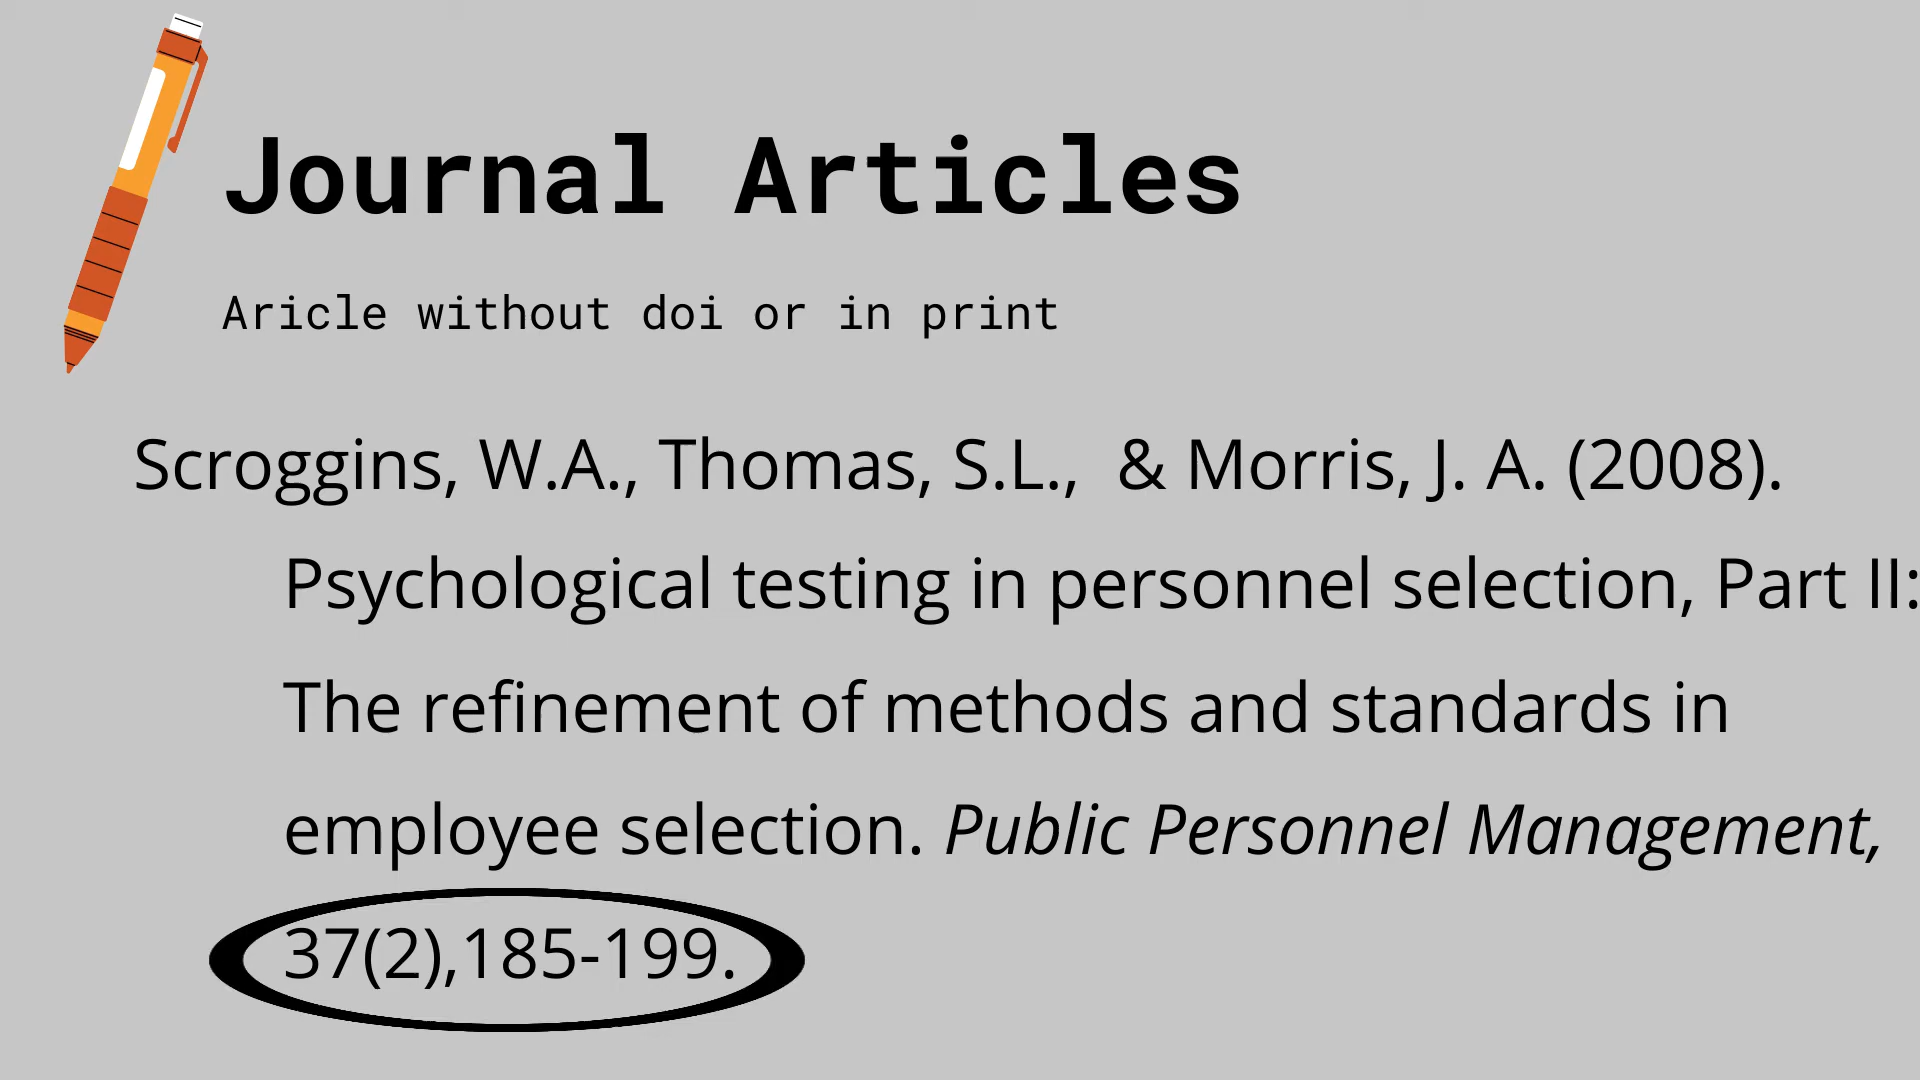 Journal Articles
Aricle without doi or in print
Scroggins, W.A., Thomas, S.L.,  & Morris, J. A. (2008).
Psychological testing in personnel selection, Part II:
The refinement of methods and standards in
employee selection. Public Personnel Management,
37(2),185-199.